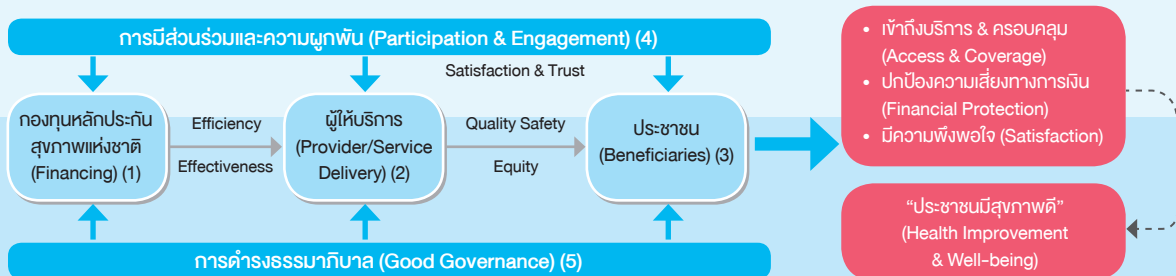 การมีส่วนร่วมและความผูกพัน (Participation & Engagement) (4)
Satisfaction & Trust
กองทุนหลักประกัน
สุขภาพแห่งชาติ
(Financing) (1)
Efficiency
Effectiveness
ผู้ให้บริการ
(Provider/Service
Delivery) (2)
Quality Safety
Equity
ประชาชน
(Beneficiaries) (3)
การดำรงธรรมาภิบาล (Good Governance) (5)
• เข้าถึงบริการ & ครอบคลุม
(Access & Coverage)
• ปกป้องความเสี่ยงทางการเงิน
(Financial Protection)
• มีความพึงพอใจ (Satisfaction)
“ประชาชนมีสุขภาพดี”
(Health Improvement
& Well-being)